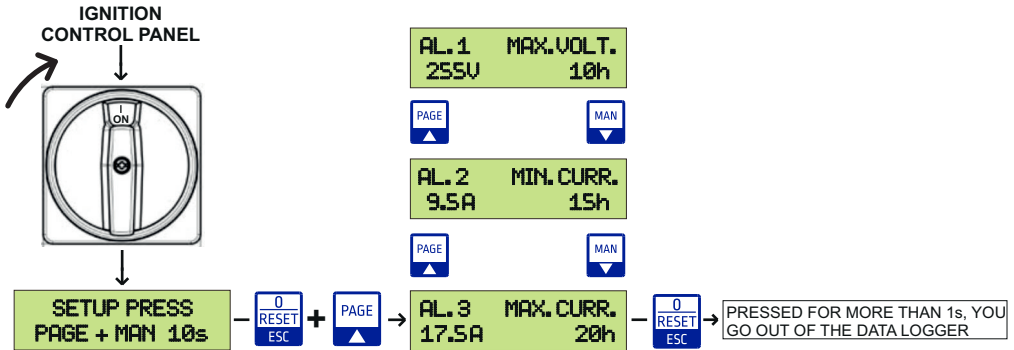 IGNITION
CONTROL PANEL
I
ON
SETUP PRESS
PAGE + MAN 10s
–
0
RESET
ESC
+
PAGE
AL.1 MAX.VOLT.
255V 10h
PAGE
MAN
AL.2 MIN.CURR.
9.5A 15h
PAGE
MAN
AL.3 MAX.CURR.
17.5A 20h
–
0
RESET
ESC
PRESSED FOR MORE THAN 1s, YOU
GO OUT OF THE DATA LOGGER